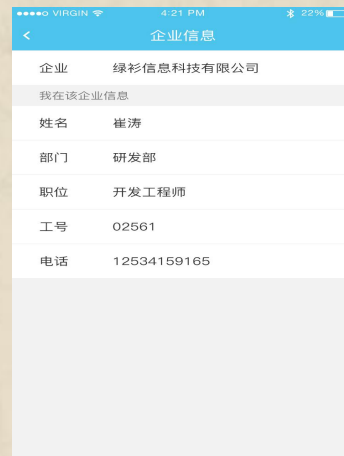 ●●●●○ VIRGIN 4:21 PM 22%
< 企业信息
企业 绿衫信息科技有限公司
我在该企业信息
姓名 崔涛
部门 研发部
职位 开发工程师
工号 02561
电话 12534159165